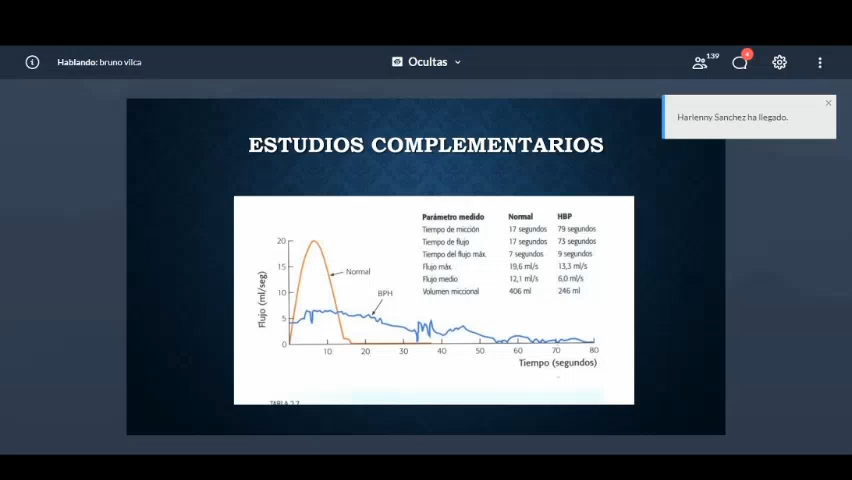 Hablando: bruno vilca
Ocultas
139
4
Harlenny Sanchez ha llegado.
ESTUDIOS COMPLEMENTARIOS
Parámetro medido Normal HBP
Tiempo de micción 17 segundos 79 segundos
Tiempo de flujo 17 segundos 73 segundos
Tiempo del flujo máx. 7 segundos 9 segundos
Flujo máx. 19,6 ml/s 13,3 ml/s
Flujo medio 12,1 ml/s 6,0 ml/s
Volumen miccional 406 ml 246 ml
Flujo (ml/seg)
20
15
10
5
0
Normal
BPH
10 20 30 40 50 60 70 80
Tiempo (segundos)